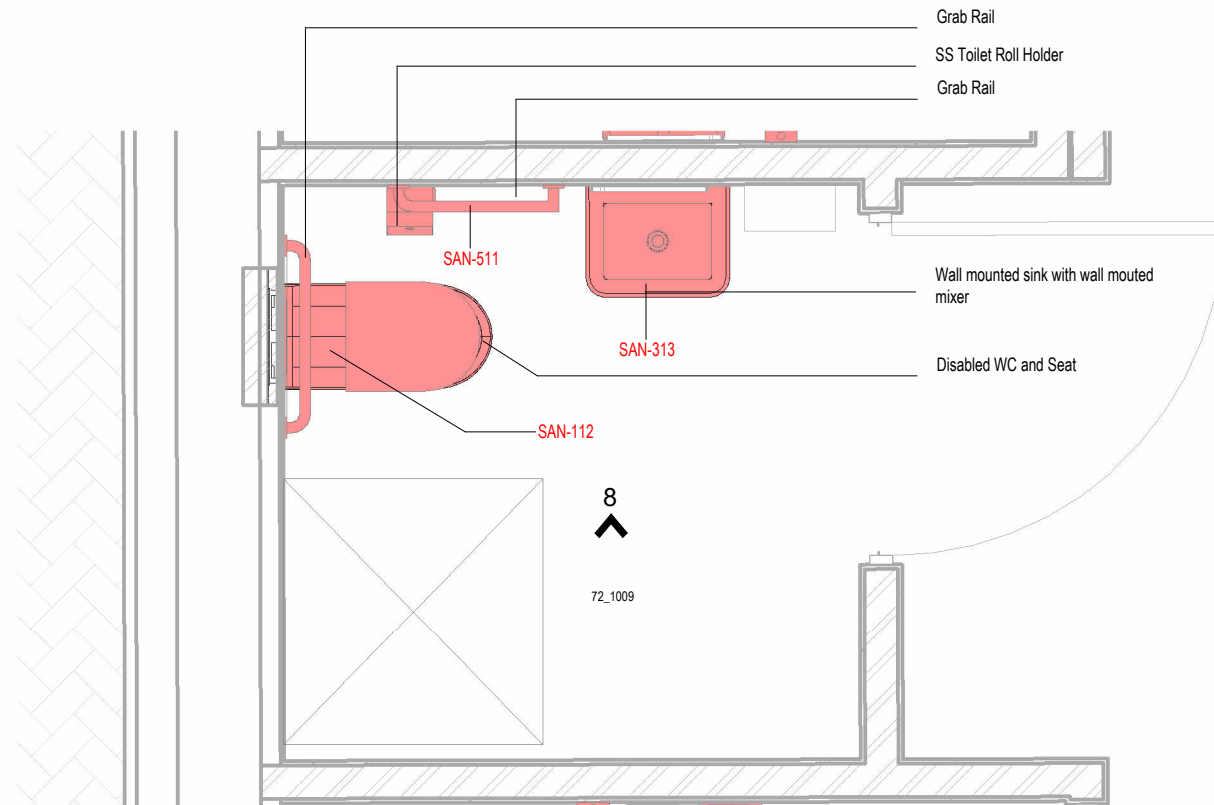 Grab Rail
SS Toilet Roll Holder
Grab Rail
SAN-511
Wall mounted sink with wall mouted
mixer
SAN-313
Disabled WC and Seat
SAN-112
8
72_1009